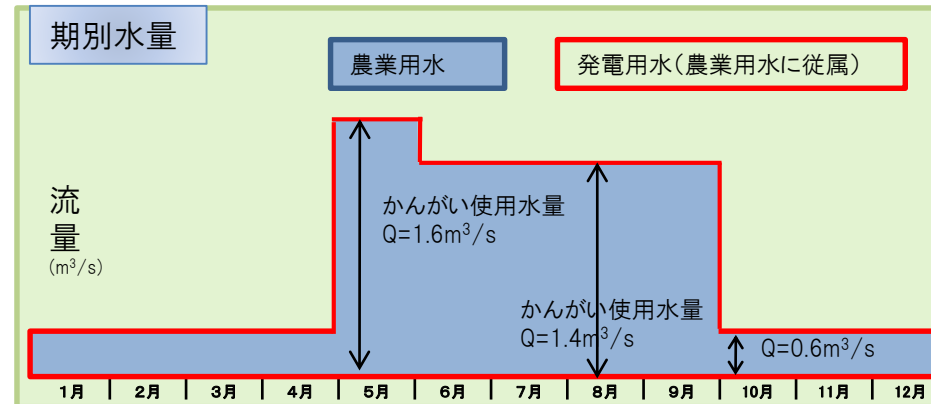 期別水量
農業用水
発電用水(農業用水に従属)
流
量
(m³/s)
かんがい使用水量
Q=1.6m³/s
かんがい使用水量
Q=1.4m³/s
Q=0.6m³/s
1月 2月 3月 4月 5月 6月 7月 8月 9月 10月 11月 12月